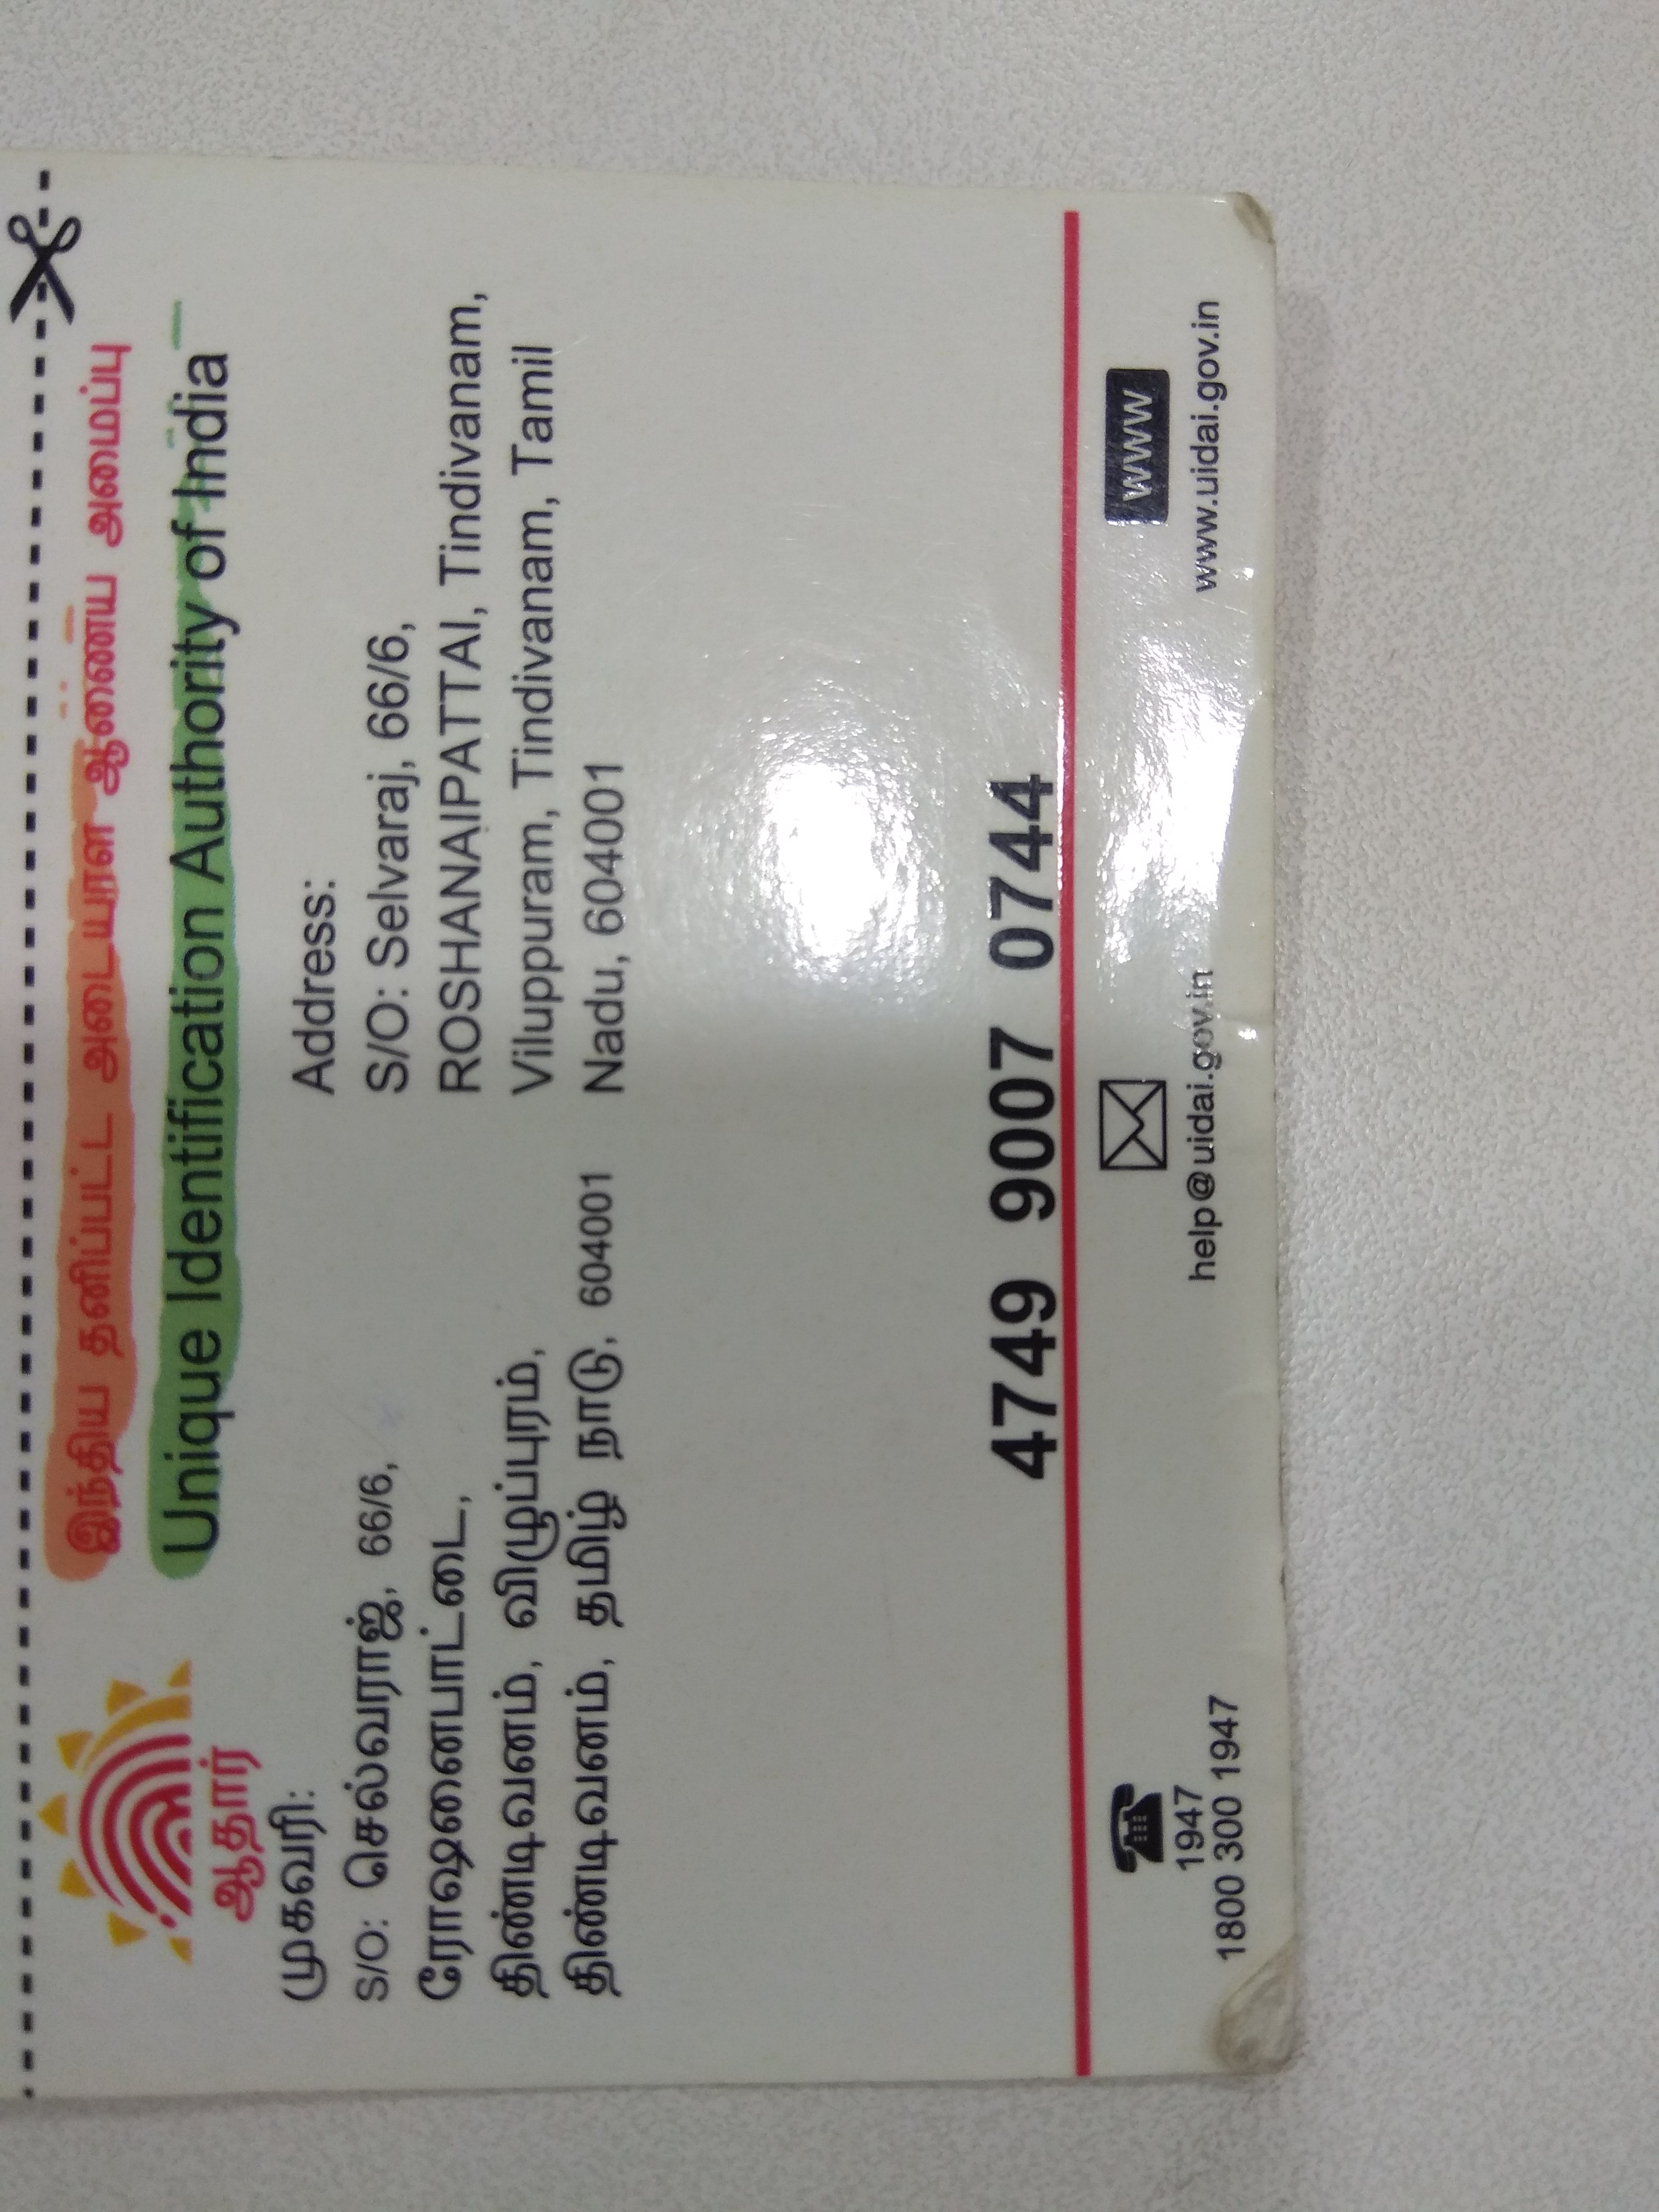 இந்திய தனிப்பட்ட அடையாள ஆணைய அமைப்பு
Unique Identification Authority of India
ஆதார்
முகவரி:
S/O: செல்வராஜ், 66/6,
ரோஷணைபாட்டை,
திண்டிவனம், விழுப்புரம்,
திண்டிவனம், தமிழ் நாடு, 604001
Address:
S/O: Selvaraj, 66/6,
ROSHANAIPATTAI, Tindivanam,
Viluppuram, Tindivanam, Tamil
Nadu, 604001
4749 9007 0744
1947
1800 300 1947
help@uidai.gov.in
WWW
www.uidai.gov.in